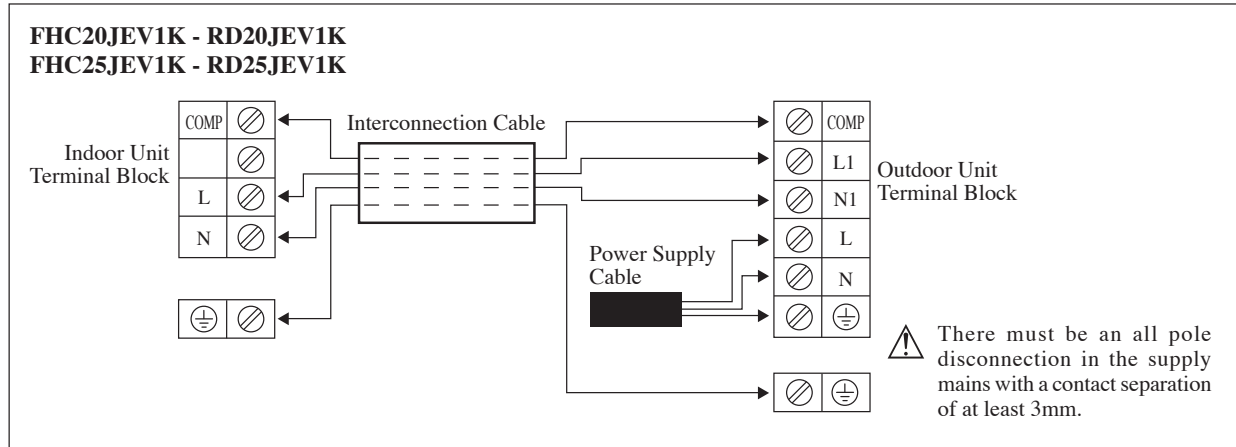 FHC20JEV1K - RD20JEV1K
FHC25JEV1K - RD25JEV1K
Indoor Unit
Terminal Block
COMP
L
N
Interconnection Cable
Power Supply
Cable
COMP
L1
N1
L
N
Outdoor Unit
Terminal Block
There must be an all pole
disconnection in the supply
mains with a contact separation
of at least 3mm.